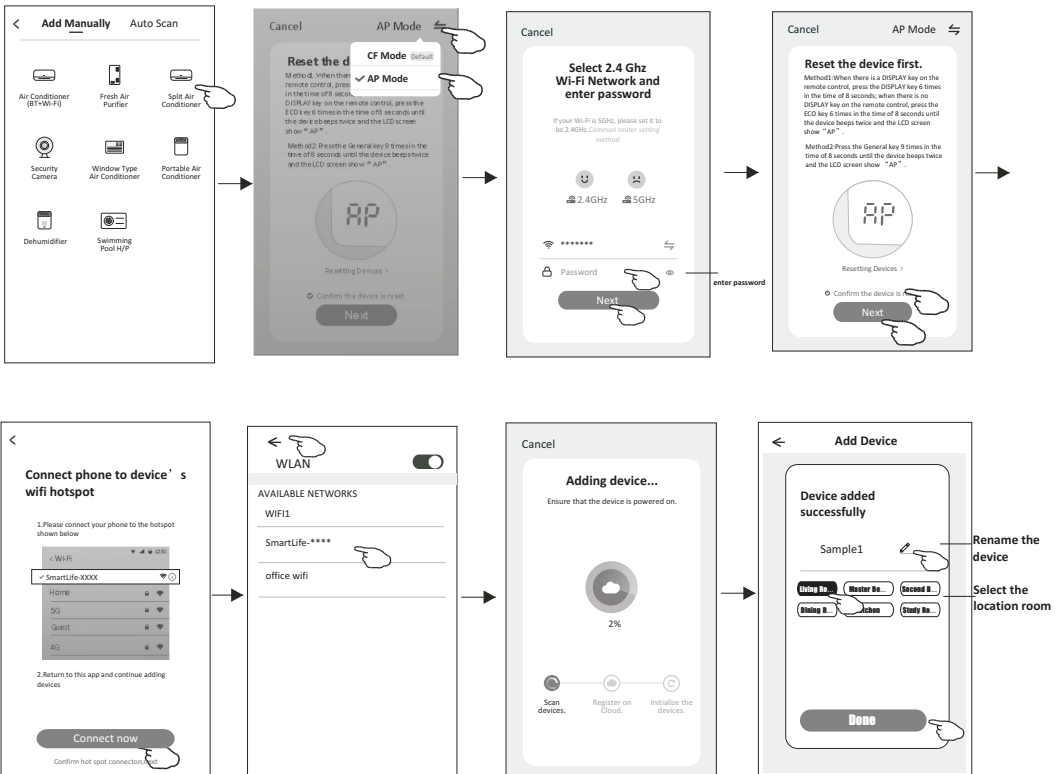 Add Manually Auto Scan
Air Conditioner
(BT+Wi-Fi)
Fresh Air
Purifier
Split Air
Conditioner
Security
Camera
Window Type
Air Conditioner
Portable Air
Conditioner
Dehumidifier
Swimming
Pool H/P
Cancel AP Mode
CF Mode Default
AP Mode
Reset the d
Method1:When there
remote control, press
in the time of 8 secon
DISPLAY key on the remote control, press the
ECO key 6 times in the time of 8 seconds until
the device beeps twice and the LCD screen
show "AP".
Method2:Press the General key 9 times in the
time of 8 seconds until the device beeps twice
and the LCD screen show "AP".
AP
Resetting Devices >
Confirm the device is reset
Next
Cancel
Select 2.4 Ghz
Wi-Fi Network and
enter password
If your Wi-Fi is 5GHz, please set it to
bo 2.4GHz.Common router setting
method
2.4GHz 5GHz
*******
Password
enter password
Next
Cancel AP Mode
Reset the device first.
Method1:When there is a DISPLAY key on the
remote control, press the DISPLAY key 6 times
in the time of 8 seconds; when there is no
DISPLAY key on the remote control, press the
ECO key 6 times in the time of 8 seconds until
the device beeps twice and the LCD screen
show "AP".
Method2:Press the General key 9 times in the
time of 8 seconds until the device beeps twice
and the LCD screen show "AP".
AP
Resetting Devices >
Confirm the device is re
Next
Connect phone to device's
wifi hotspot
1.Please connect your phone to the hotspot
shown below
< Wi-Fi
SmartLife-XXXX
Home
5G
Guest
4G
2.Return to this app and continue adding
devices
Connect now
Confirm hot spot connecton,next
WLAN
AVAILABLE NETWORKS
WIFI1
SmartLife-****
office wifi
Cancel
Adding device...
Ensure that the device is powered on.
2%
Scan
devices.
Register on
Cloud.
Initialize the
devices.
Add Device
Device added
successfully
Sample1
Rename the
device
Living Ro... Master Ro... Second B...
Dining R... Kitchen Study Ro...
Select the
location room
Done